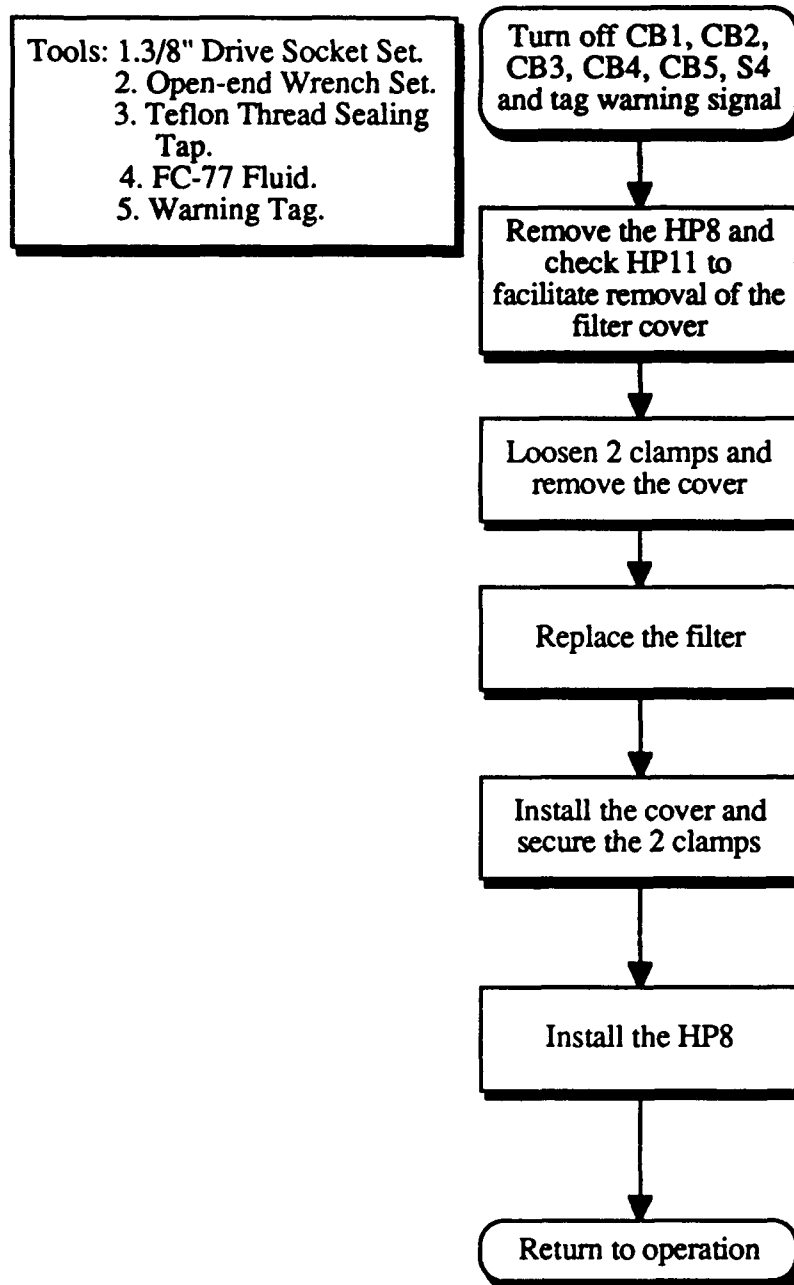 Tools: 1.3/8" Drive Socket Set.
2. Open-end Wrench Set.
3. Teflon Thread Sealing
Tap.
4. FC-77 Fluid.
5. Warning Tag.
Turn off CB1, CB2,
CB3, CB4, CB5, S4
and tag warning signal
Remove the HP8 and
check HP11 to
facilitate removal of the
filter cover
Loosen 2 clamps and
remove the cover
Replace the filter
Install the cover and
secure the 2 clamps
Install the HP8
Return to operation